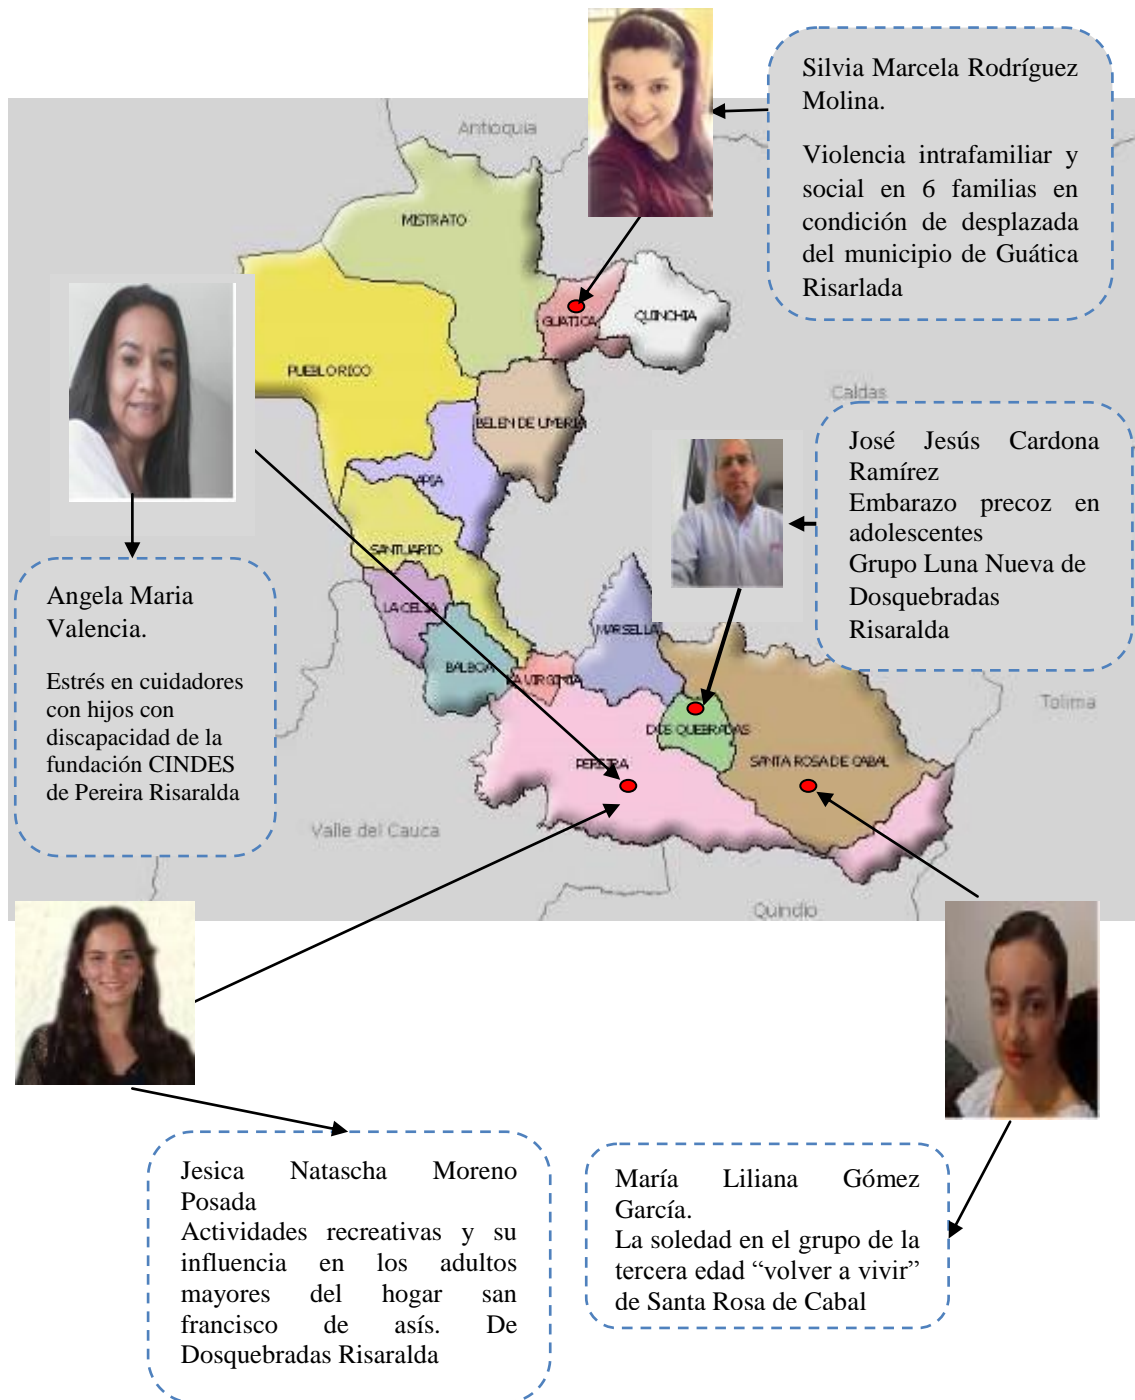 Silvia Marcela Rodríguez
Molina.
Violencia intrafamiliar y
social en 6 familias en
condición de desplazada
del municipio de Guática
Risarlada
Antioquia
MISTRATO
GUATICA
QUINCHIA
PUEBLO RICO
Caldas
BELEN DE UMBRIA
José Jesús Cardona
Ramírez
Embarazo precoz en
adolescentes
Grupo Luna Nueva de
Dosquebradas
Risaralda
APIA
SANTUARIO
Angela Maria
Valencia.
Estrés en cuidadores
con hijos con
discapacidad de la
fundación CINDES
de Pereira Risaralda
LA CELIA
MARSELLA
BALBOA
LA VIRGINIA
Tolima
DOS QUEBRADAS
PEREIRA
SANTA ROSA DE CABAL
Valle del Cauca
Quindio
Jesica Natascha Moreno
Posada
Actividades recreativas y su
influencia en los adultos
mayores del hogar san
francisco de asís. De
Dosquebradas Risaralda
María Liliana Gómez
García.
La soledad en el grupo de la
tercera edad “volver a vivir”
de Santa Rosa de Cabal